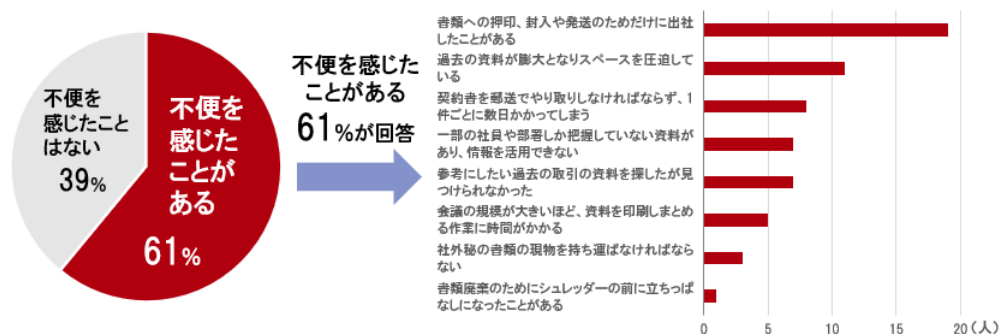 不便を
感じたこと
はない
39%
不便を
感じた
ことが
ある
61%
不便を感じた
ことがある
61%が回答
書類への押印、封入や発送のためだけに出社
したことがある
過去の資料が膨大となりスペースを圧迫して
いる
契約書を郵送でやり取りしなければならず、1
件ごとに数日かかってしまう
一部の社員や部署しか把握していない資料が
あり、情報を活用できない
参考にしたい過去の取引の資料を探したが見
つけられなかった
会議の規模が大きいほど、資料を印刷しまとめ
る作業に時間がかかる
社外秘の書類の現物を持ち運ばなければなら
ない
書類廃棄のためにシュレッダーの前に立ちっぱ
なしになったことがある
0 5 10 15 20 (人)